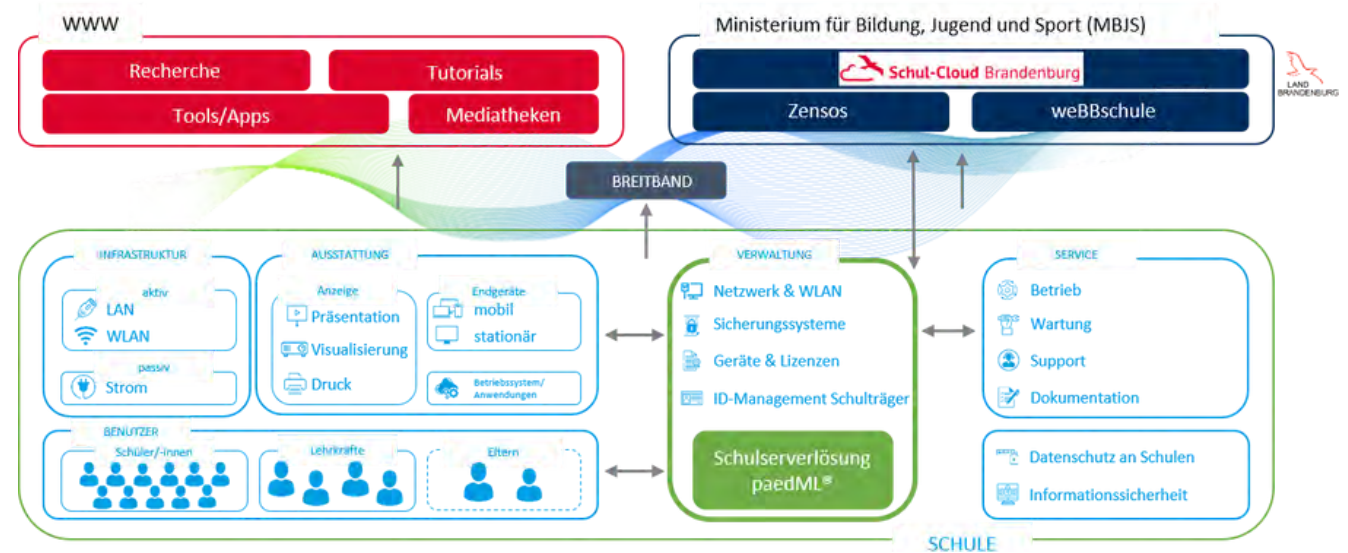 WWW
Recherche
Tutorials
Tools/Apps
Mediatheken
Ministerium für Bildung, Jugend und Sport (MBJS)
Schul-Cloud Brandenburg
Zensos
weBBschule
LAND
BRANDENBURG
BREITBAND
INFRASTRUKTUR
aktiv
LAN
WLAN
passiv
Strom
AUSSTATTUNG
Anzeige
Präsentation
Visualisierung
Druck
Endgeräte
mobil
stationär
Betriebssystem/
Anwendungen
BENUTZER
Schüler/-innen
Lehrkräfte
Eltern
VERWALTUNG
Netzwerk & WLAN
Sicherungssysteme
Geräte & Lizenzen
ID-Management Schulträger
Schulserverlösung
paedML®
SERVICE
Betrieb
Wartung
Support
Dokumentation
Datenschutz an Schulen
Informationssicherheit
SCHULE